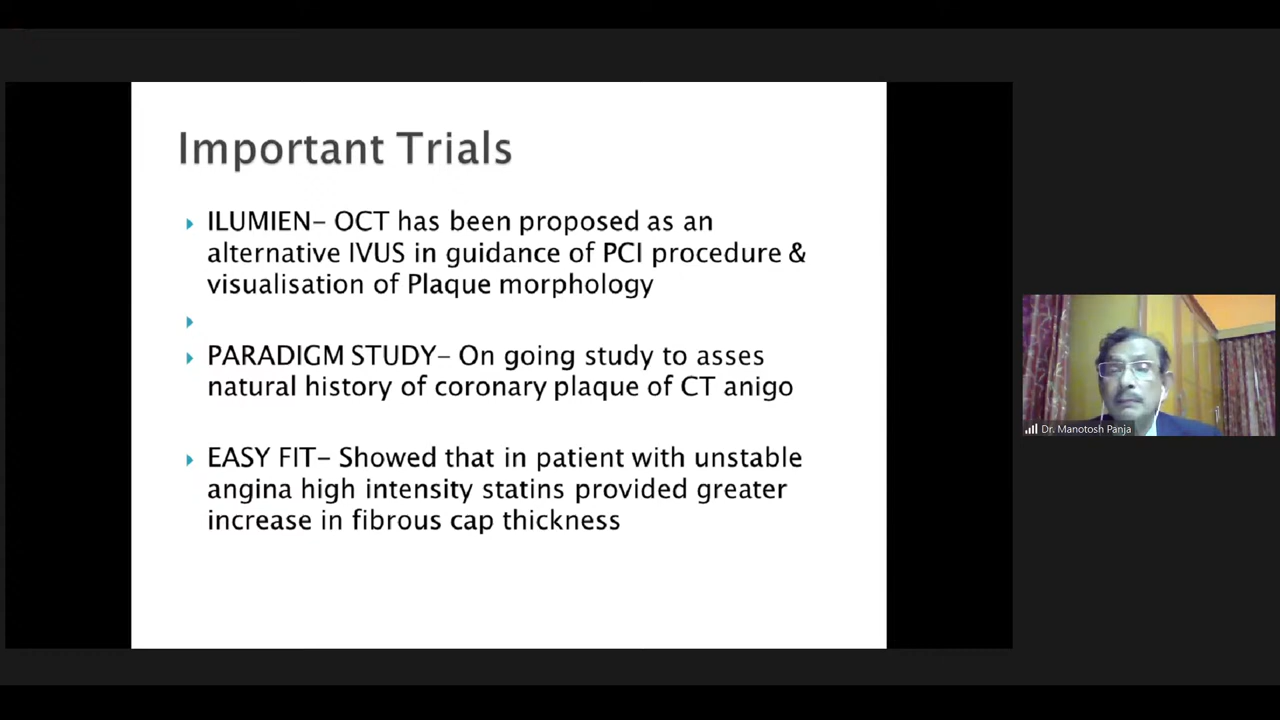 Important Trials
ILUMIEN– OCT has been proposed as an
alternative IVUS in guidance of PCI procedure &
visualisation of Plaque morphology
PARADIGM STUDY– On going study to asses
natural history of coronary plaque of CT anigo
EASY FIT– Showed that in patient with unstable
angina high intensity statins provided greater
increase in fibrous cap thickness
Dr. Manotosh Panja